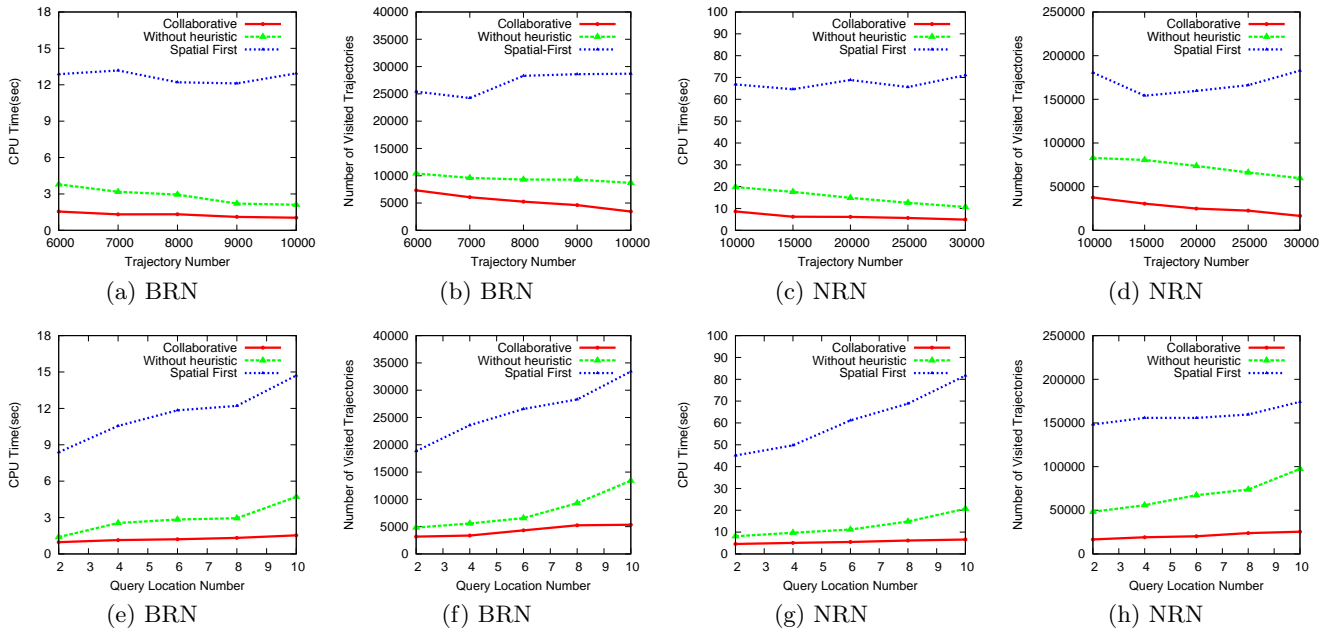 Collaborative
Without heuristic
Spatial First
CPU Time(sec)
18
15
12
9
6
3
0
6000 7000 8000 9000 10000
Trajectory Number
(a) BRN
Collaborative
Without heuristic
Spatial-First
Number of Visited Trajectories
40000
35000
30000
25000
20000
15000
10000
5000
0
6000 7000 8000 9000 10000
Trajectory Number
(b) BRN
Collaborative
Without heuristic
Spatial First
CPU Time(sec)
100
90
80
70
60
50
40
30
20
10
0
10000 15000 20000 25000 30000
Trajectory Number
(c) NRN
Collaborative
Without heuristic
Spatial First
Number of Visited Trajectories
250000
200000
150000
100000
50000
0
10000 15000 20000 25000 30000
Trajectory Number
(d) NRN
Collaborative
Without heuristic
Spatial First
CPU Time(sec)
18
15
12
9
6
3
0
2 3 4 5 6 7 8 9 10
Query Location Number
(e) BRN
Collaborative
Without heuristic
Spatial First
Number of Visited Trajectories
40000
35000
30000
25000
20000
15000
10000
5000
0
2 3 4 5 6 7 8 9 10
Query Location Number
(f) BRN
Collaborative
Without heuristic
Spatial First
CPU Time(sec)
100
90
80
70
60
50
40
30
20
10
0
2 3 4 5 6 7 8 9 10
Query Location Number
(g) NRN
Collaborative
Without heuristic
Spatial First
Number of Visited Trajectories
250000
200000
150000
100000
50000
0
2 3 4 5 6 7 8 9 10
Query Location Number
(h) NRN